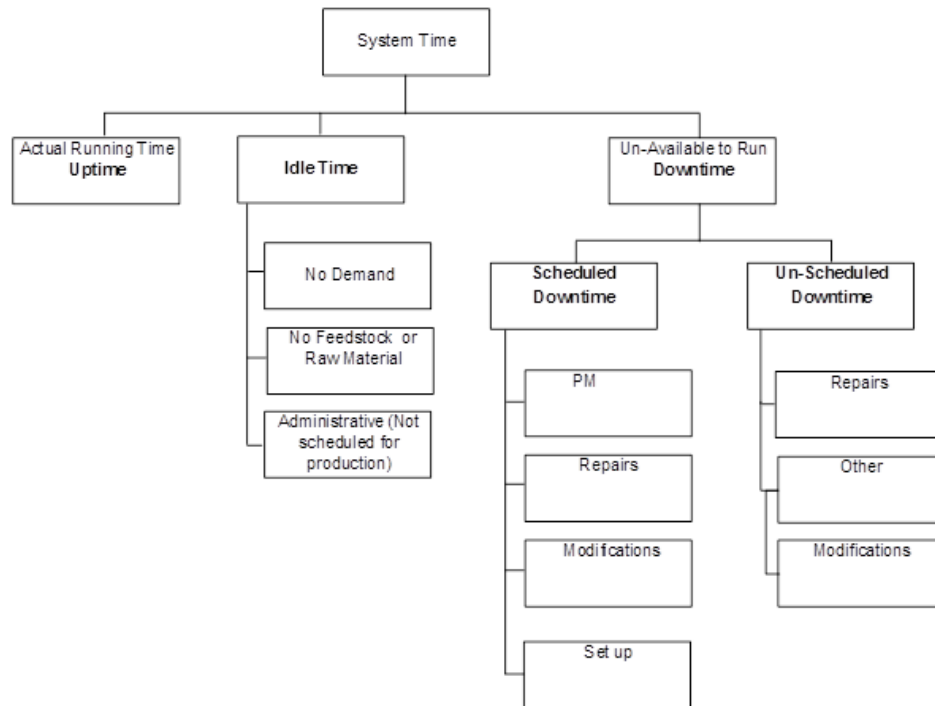 System Time
Actual Running Time
Uptime
Idle Time
Un-Available to Run
Downtime
No Demand
No Feedstock or
Raw Material
Administrative (Not
scheduled for
production)
Scheduled
Downtime
PM
Repairs
Modifications
Set up
Un-Scheduled
Downtime
Repairs
Other
Modifications